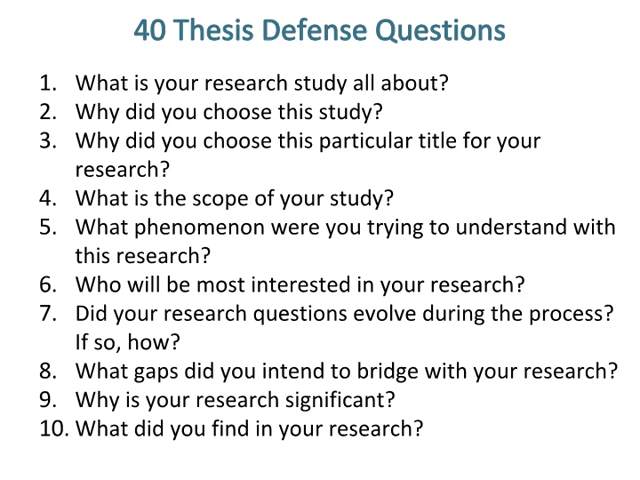 40 Thesis Defense Questions
1. What is your research study all about?
2. Why did you choose this study?
3. Why did you choose this particular title for your
research?
4. What is the scope of your study?
5. What phenomenon were you trying to understand with
this research?
6. Who will be most interested in your research?
7. Did your research questions evolve during the process?
If so, how?
8. What gaps did you intend to bridge with your research?
9. Why is your research significant?
10. What did you find in your research?